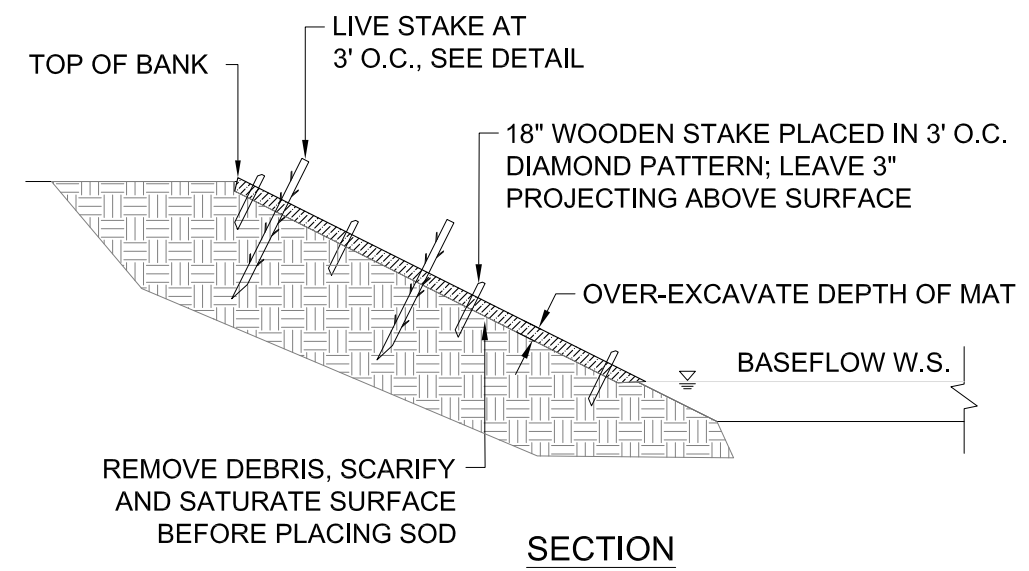 LIVE STAKE AT
3' O.C., SEE DETAIL
TOP OF BANK
18" WOODEN STAKE PLACED IN 3' O.C.
DIAMOND PATTERN; LEAVE 3"
PROJECTING ABOVE SURFACE
OVER-EXCAVATE DEPTH OF MAT
BASEFLOW W.S.
REMOVE DEBRIS, SCARIFY
AND SATURATE SURFACE
BEFORE PLACING SOD
SECTION